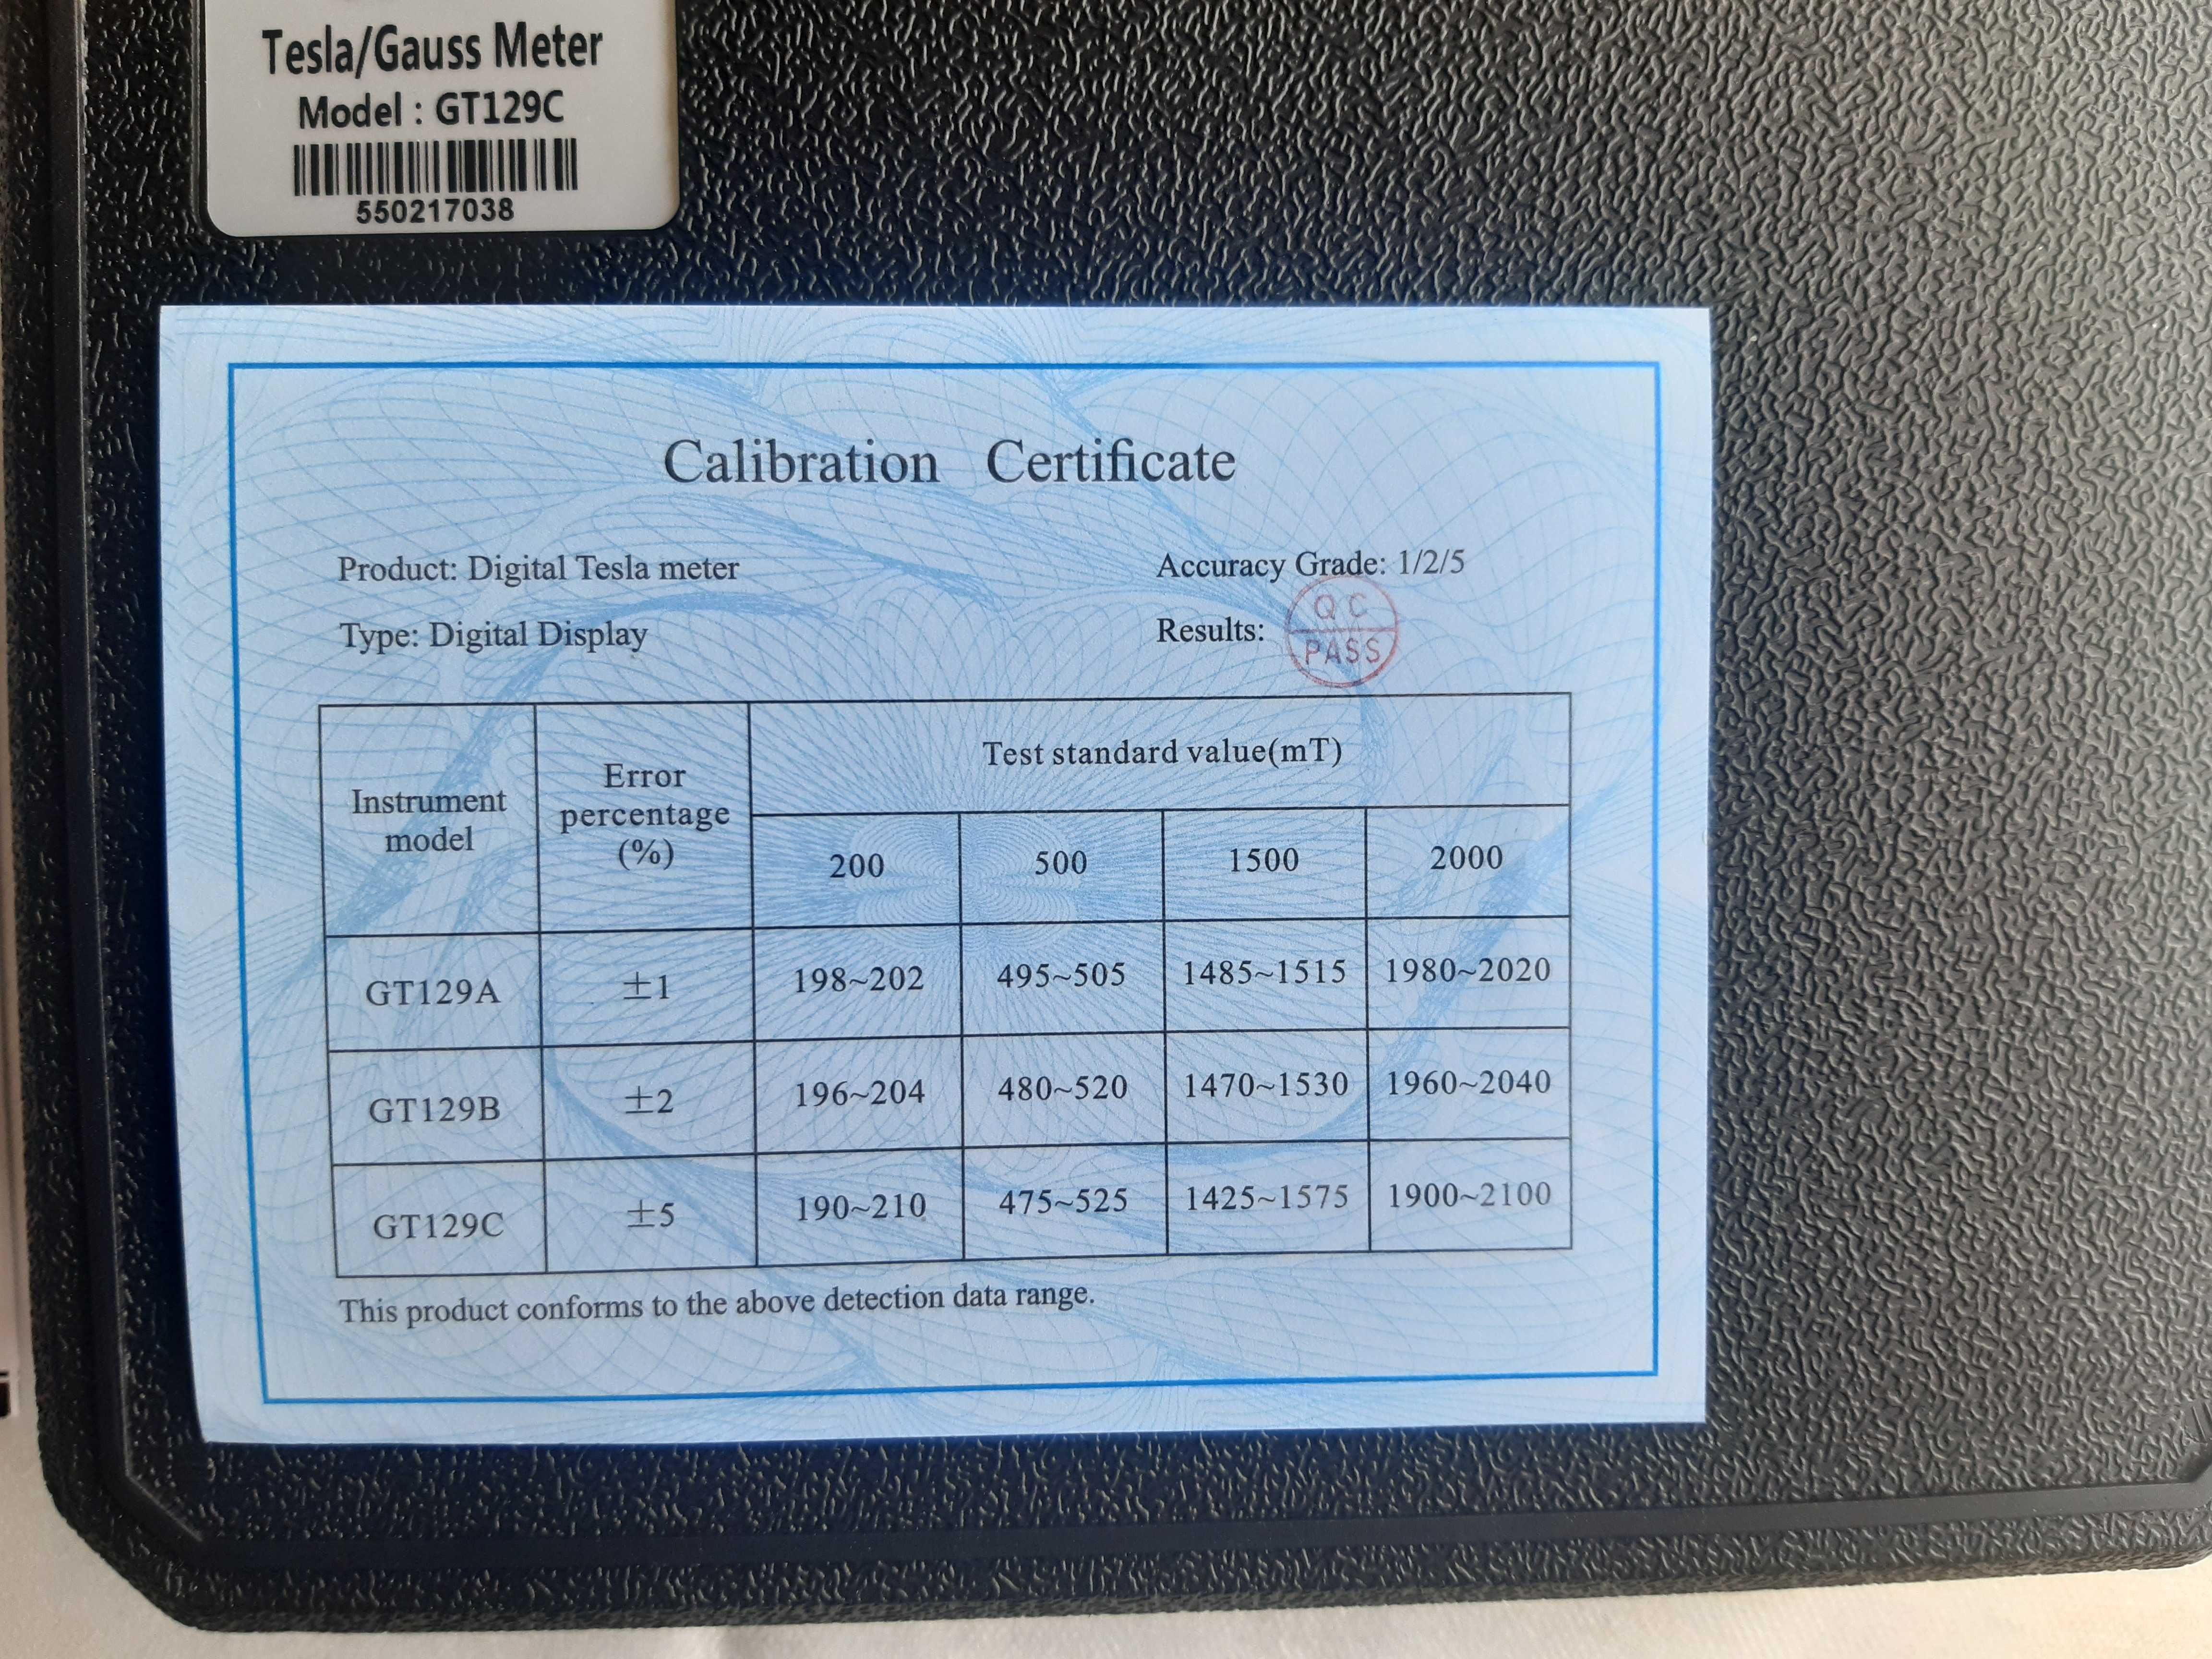 Tesla/Gauss Meter
Model : GT129C
550217038
Calibration Certificate
Product: Digital Tesla meter
Accuracy Grade: 1/2/5
Type: Digital Display
Results:
QC
PASS
Instrument model
Error percentage (%)
Test standard value(mT)
200 500 1500 2000
GT129A ±1 198~202 495~505 1485~1515 1980~2020
GT129B ±2 196~204 480~520 1470~1530 1960~2040
GT129C ±5 190~210 475~525 1425~1575 1900~2100
This product conforms to the above detection data range.